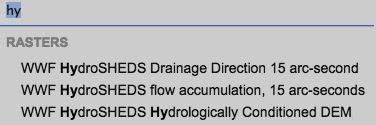 hy
RASTERS
WWF HydroSHEDS Drainage Direction 15 arc-second
WWF HydroSHEDS flow accumulation, 15 arc-seconds
WWF HydroSHEDS Hydrologically Conditioned DEM